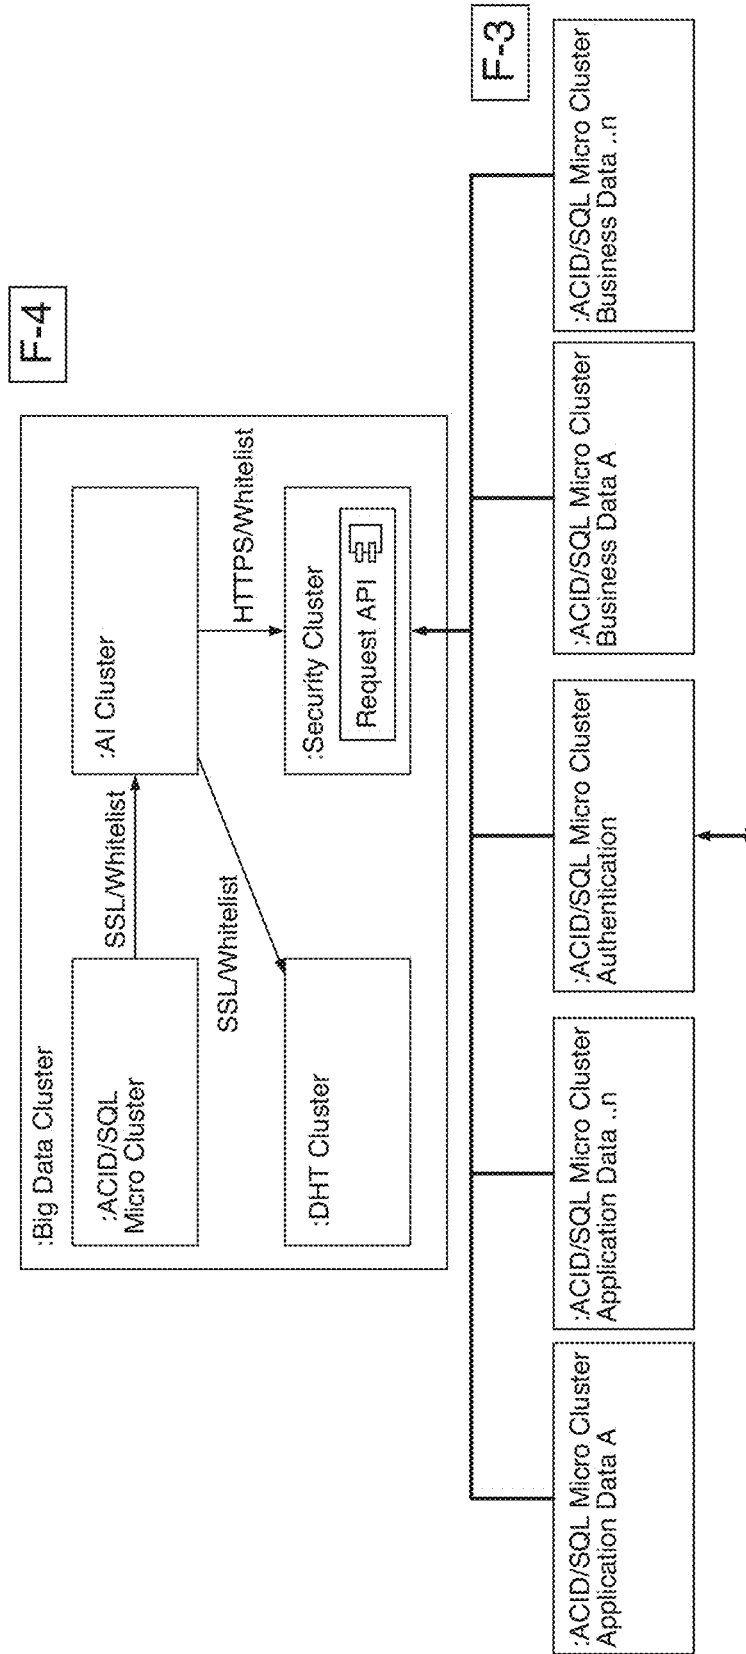 F-4
:Big Data Cluster
:ACID/SQL
Micro Cluster
SSL/Whitelist
:AI Cluster
SSL/Whitelist
HTTPS/Whitelist
:DHT Cluster
:Security Cluster
Request API
F-3
:ACID/SQL Micro Cluster
Application Data A
:ACID/SQL Micro Cluster
Application Data ..n
:ACID/SQL Micro Cluster
Authentication
:ACID/SQL Micro Cluster
Business Data A
:ACID/SQL Micro Cluster
Business Data ..n